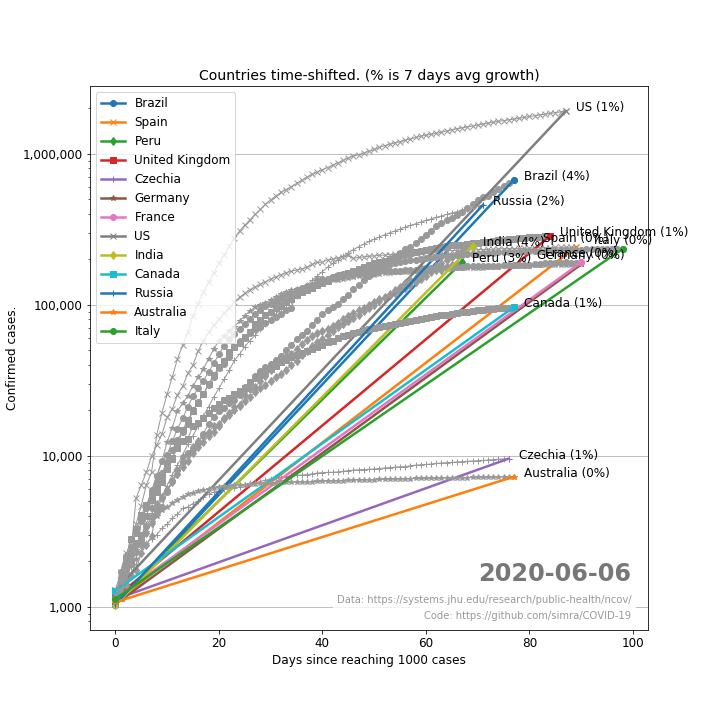 Countries time-shifted. (% is 7 days avg growth)
Brazil
Spain
Peru
United Kingdom
Czechia
Germany
France
US
India
Canada
Russia
Australia
Italy
US (1%)
Brazil (4%)
Russia (2%)
United Kingdom (1%)
India (4%)
Spain (0%)
Italy (0%)
Peru (3%)
Germany (0%)
France (0%)
Canada (1%)
Czechia (1%)
Australia (0%)
1,000,000
100,000
10,000
1,000
Confirmed cases.
2020-06-06
Data: https://systems.jhu.edu/research/public-health/ncov/
Code: https://github.com/simra/COVID-19
0 20 40 60 80 100
Days since reaching 1000 cases